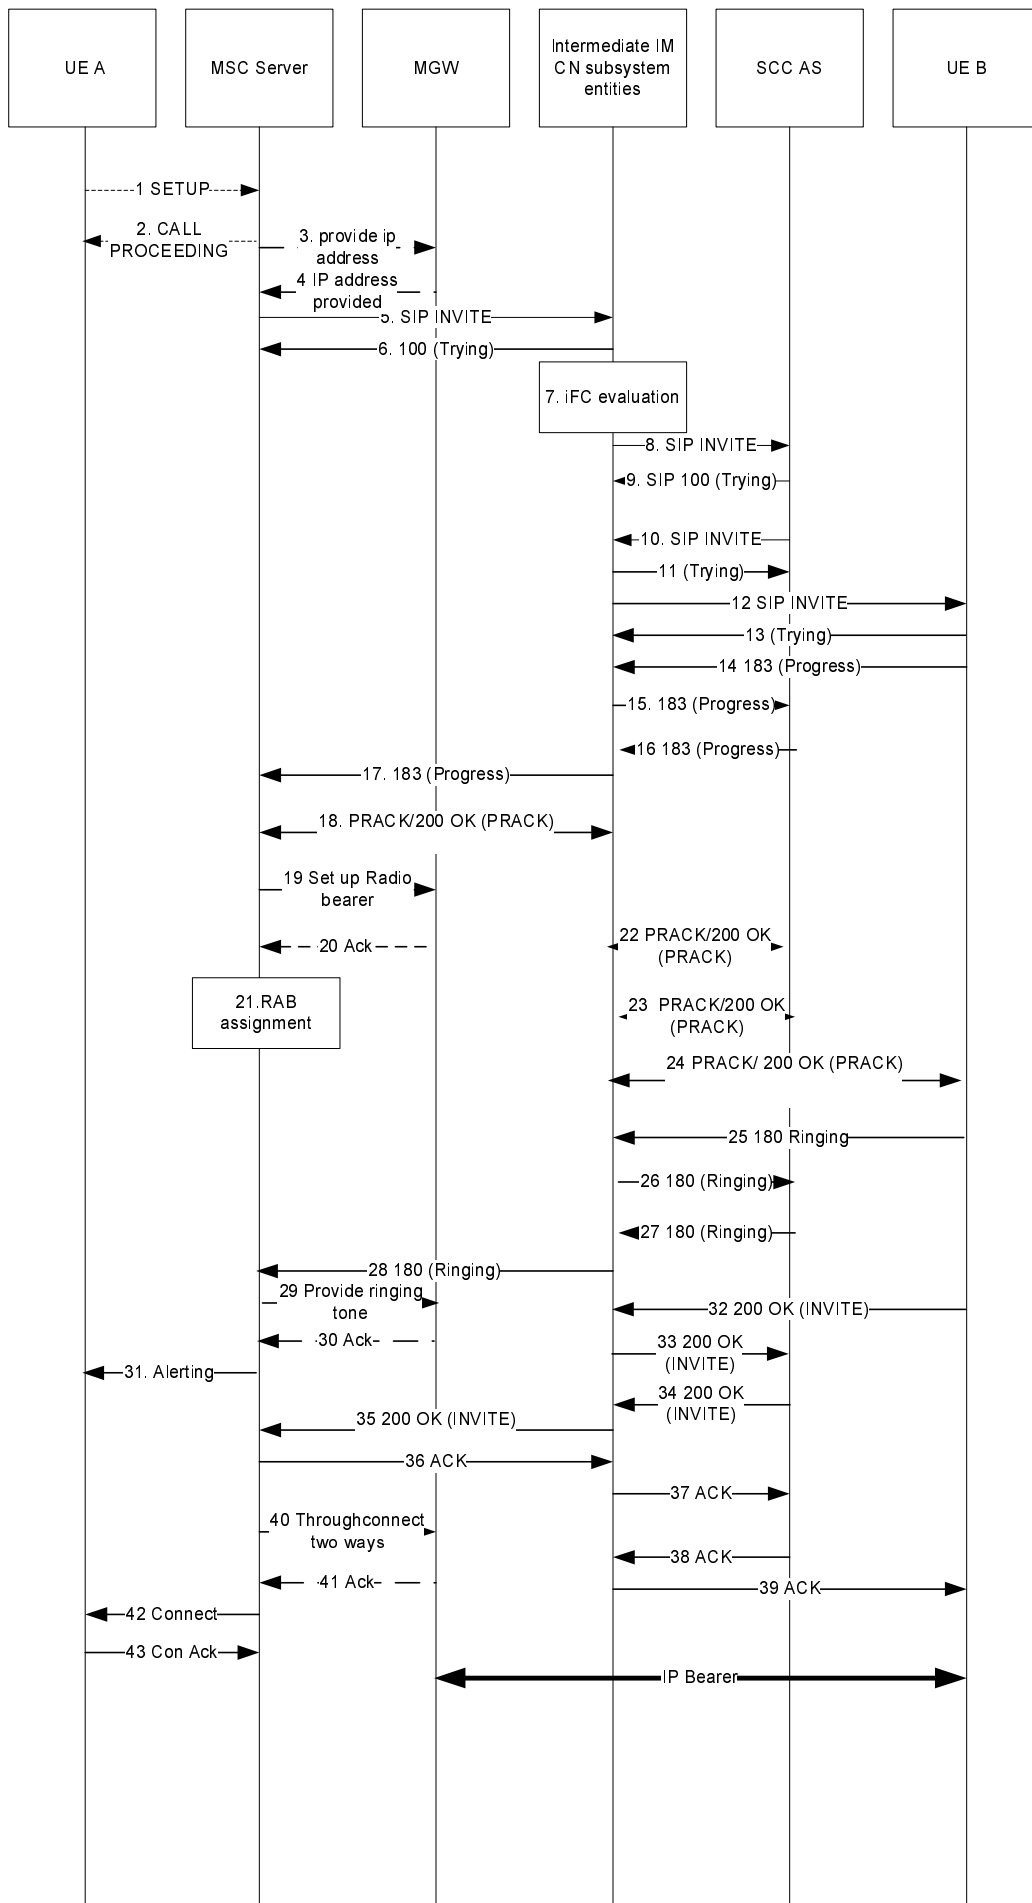 UE A
MSC Server
MGW
Intermediate IM
CN subsystem
entities
SCC AS
UE B
1 SETUP
2. CALL
PROCEEDING
3. provide ip
address
4 IP address
provided
5. SIP INVITE
6. 100 (Trying)
7. iFC evaluation
8. SIP INVITE
9. SIP 100 (Trying)
10. SIP INVITE
11 (Trying)
12 SIP INVITE
13 (Trying)
14 183 (Progress)
15. 183 (Progress)
16 183 (Progress)
17. 183 (Progress)
18. PRACK/200 OK (PRACK)
19 Set up Radio
bearer
20 Ack
22 PRACK/200 OK
(PRACK)
21.RAB
assignment
23 PRACK/200 OK
(PRACK)
24 PRACK/ 200 OK (PRACK)
25 180 Ringing
26 180 (Ringing)
27 180 (Ringing)
28 180 (Ringing)
29 Provide ringing
tone
32 200 OK (INVITE)
30 Ack
33 200 OK
(INVITE)
31. Alerting
34 200 OK
(INVITE)
35 200 OK (INVITE)
36 ACK
37 ACK
40 Throughconnect
two ways
38 ACK
41 Ack
39 ACK
42 Connect
43 Con Ack
IP Bearer